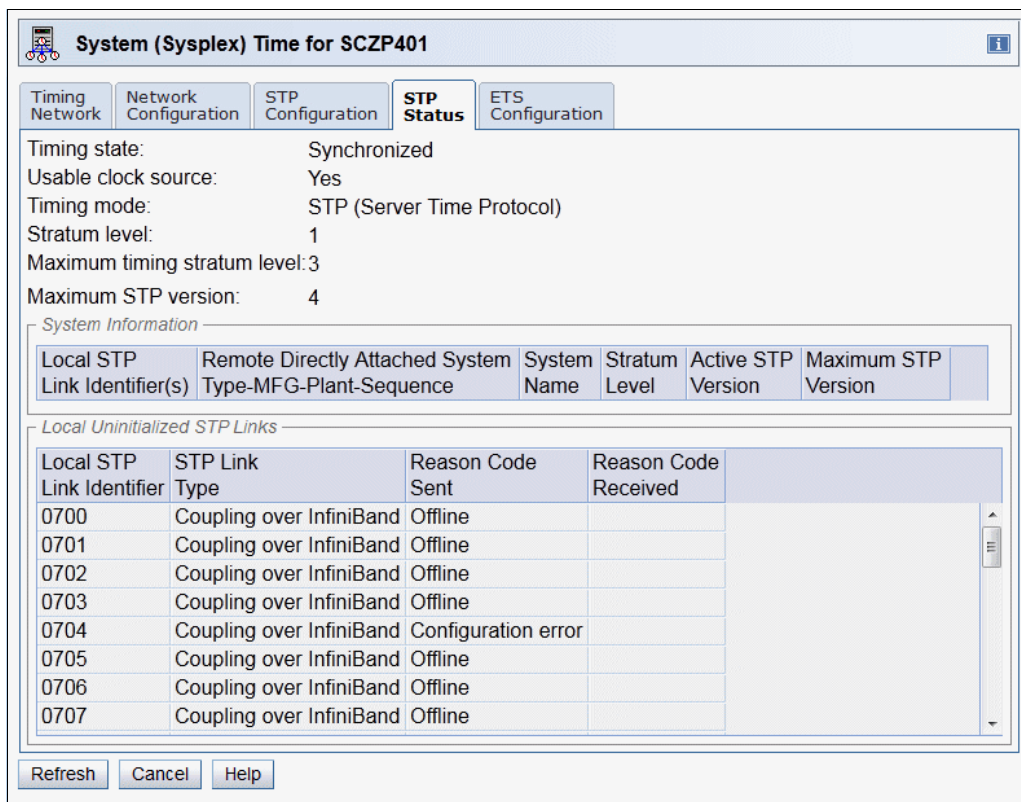 System (Sysplex) Time for SCZP401
Timing Network
Network Configuration
STP Configuration
STP Status
ETS Configuration
Timing state: Synchronized
Usable clock source: Yes
Timing mode: STP (Server Time Protocol)
Stratum level: 1
Maximum timing stratum level: 3
Maximum STP version: 4
System Information
Local STP Link Identifier(s) Remote Directly Attached System Type-MFG-Plant-Sequence System Name Stratum Level Active STP Version Maximum STP Version
Local Uninitialized STP Links
Local STP Link Identifier STP Link Type Reason Code Sent Reason Code Received
0700 Coupling over InfiniBand Offline
0701 Coupling over InfiniBand Offline
0702 Coupling over InfiniBand Offline
0703 Coupling over InfiniBand Offline
0704 Coupling over InfiniBand Configuration error
0705 Coupling over InfiniBand Offline
0706 Coupling over InfiniBand Offline
0707 Coupling over InfiniBand Offline
Refresh Cancel Help